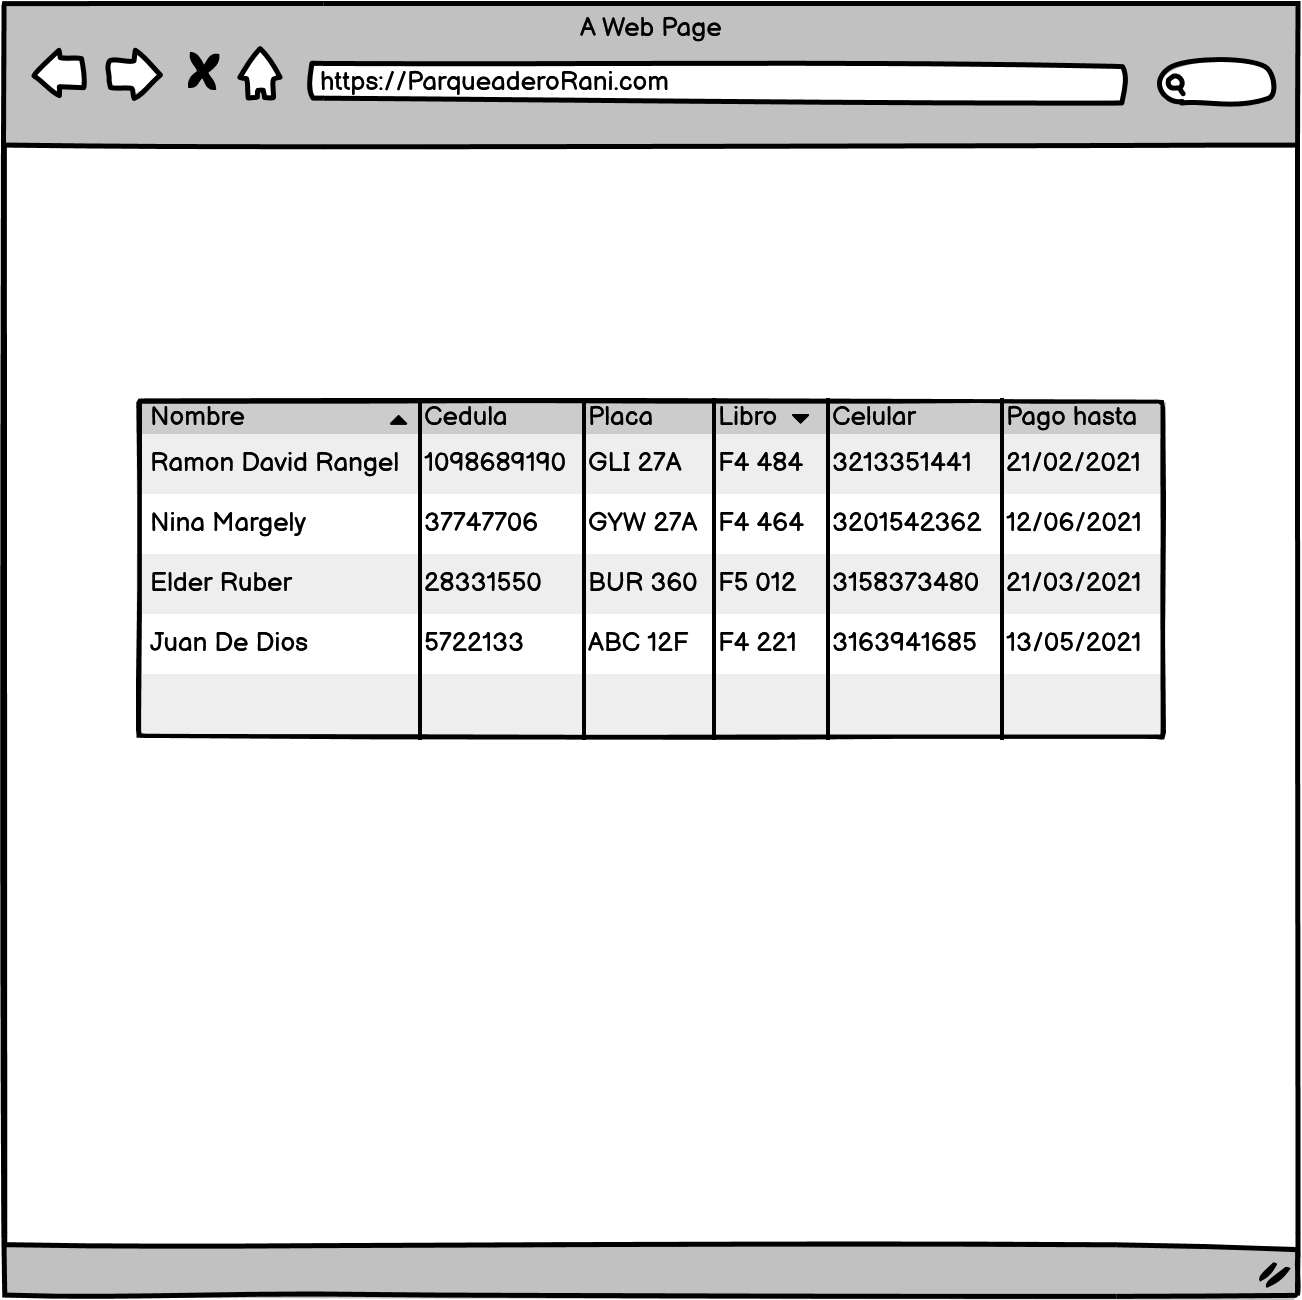 A Web Page
https://ParqueaderoRani.com
Nombre Cedula Placa Libro Celular Pago hasta
Ramon David Rangel 1098689190 GLI 27A F4 484 3213351441 21/02/2021
Nina Margely 37747706 GYW 27A F4 464 3201542362 12/06/2021
Elder Ruber 28331550 BUR 360 F5 012 3158373480 21/03/2021
Juan De Dios 5722133 ABC 12F F4 221 3163941685 13/05/2021